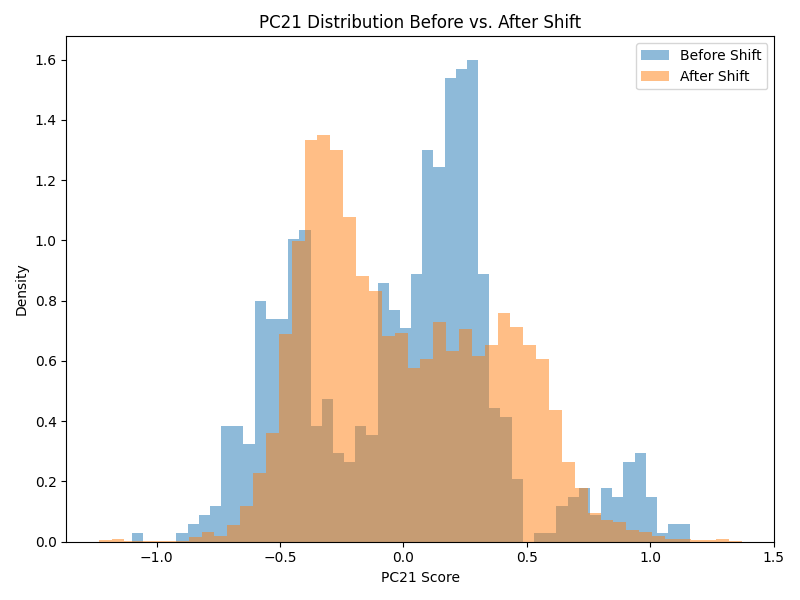 PC21 Distribution Before vs. After Shift
Before Shift
After Shift
1.6
1.4
1.2
1.0
0.8
0.6
0.4
0.2
0.0
Density
−1.0 −0.5 0.0 0.5 1.0 1.5
PC21 Score